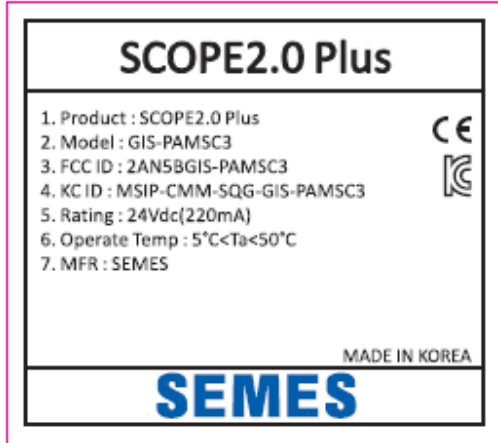 SCOPE2.0 Plus
1. Product : SCOPE2.0 Plus
2. Model : GIS-PAMSC3
3. FCC ID : 2AN5BGIS-PAMSC3
4. KC ID : MSIP-CMM-SQG-GIS-PAMSC3
5. Rating : 24Vdc(220mA)
6. Operate Temp : 5°C<Ta<50°C
7. MFR : SEMES
CE
KC
MADE IN KOREA
SEMES